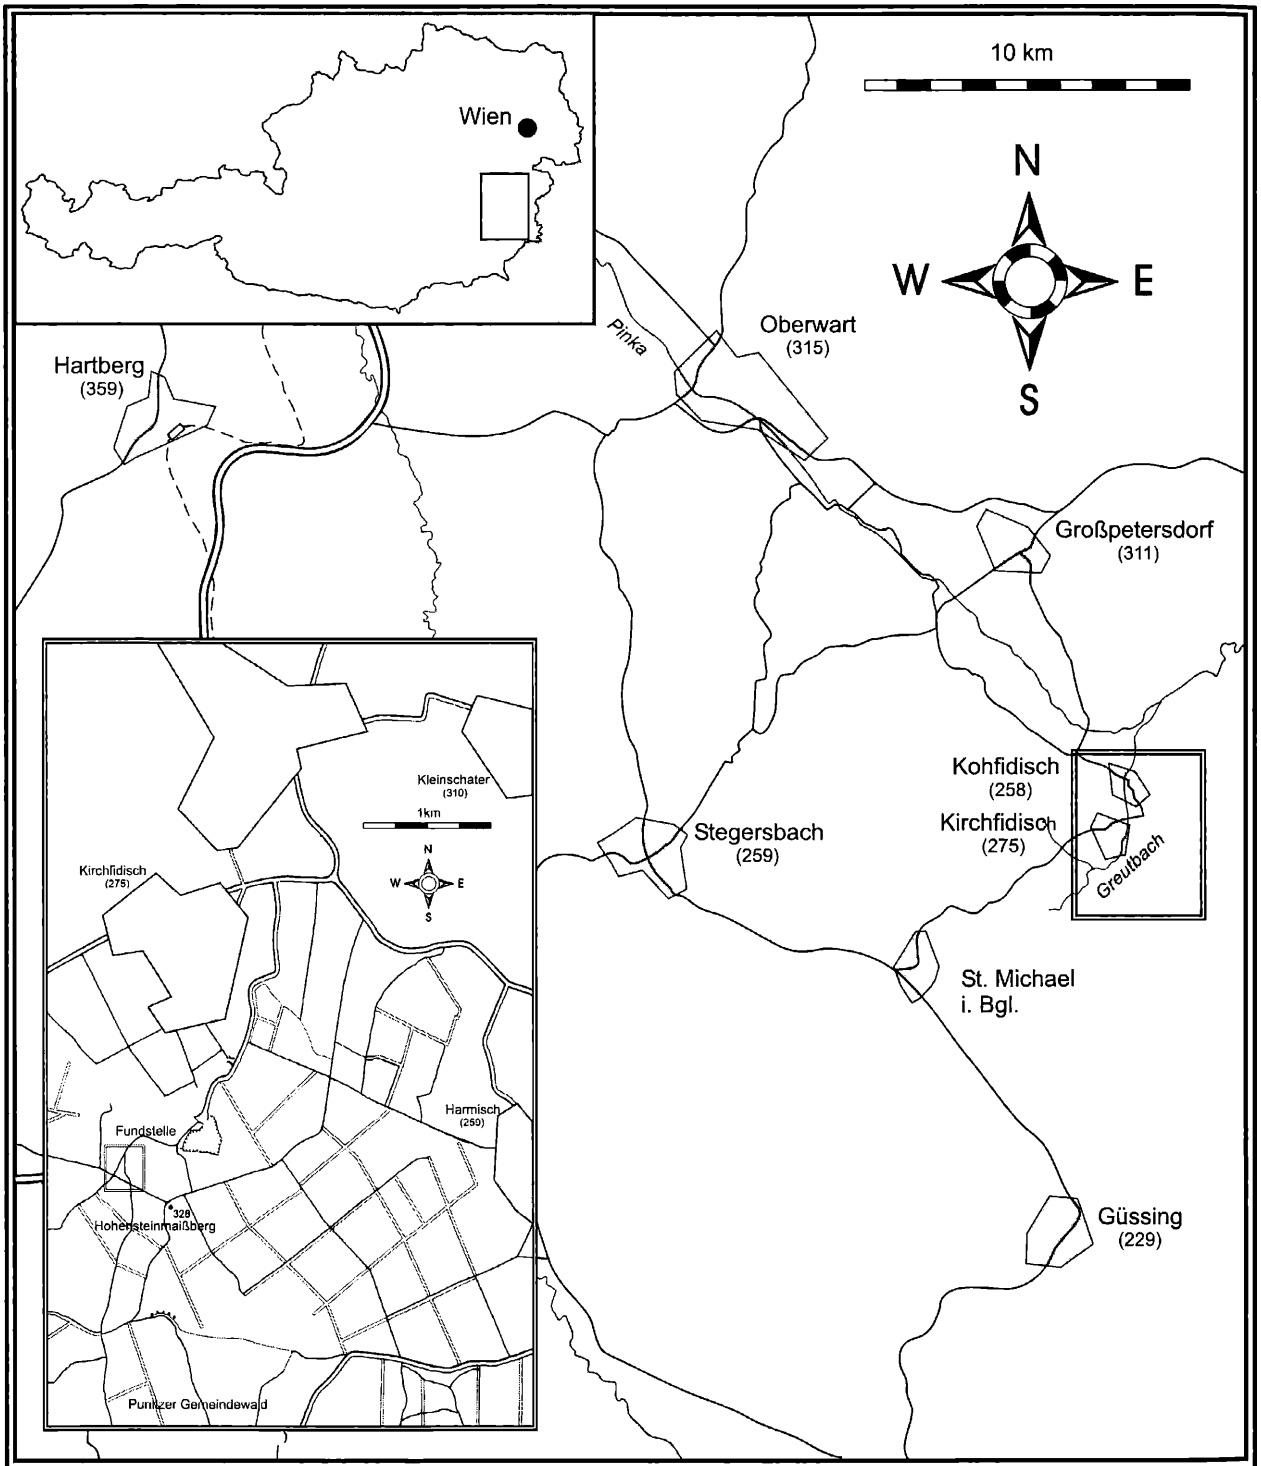 Wien
10 km
N
W
E
S
Pinka
Oberwart
(315)
Hartberg
(359)
Großpetersdorf
(311)
Kohfidisch
(258)
Kirchfidisch
(275)
Greutbach
Stegersbach
(259)
St. Michael
i. Bgl.
Güssing
(229)
Kleinschater
(310)
1km
N
W
E
S
Kirchfidisch
(275)
Harmisch
(259)
Fundstelle
328
Hohensteinmaißberg
Punitzer Gemeindewald